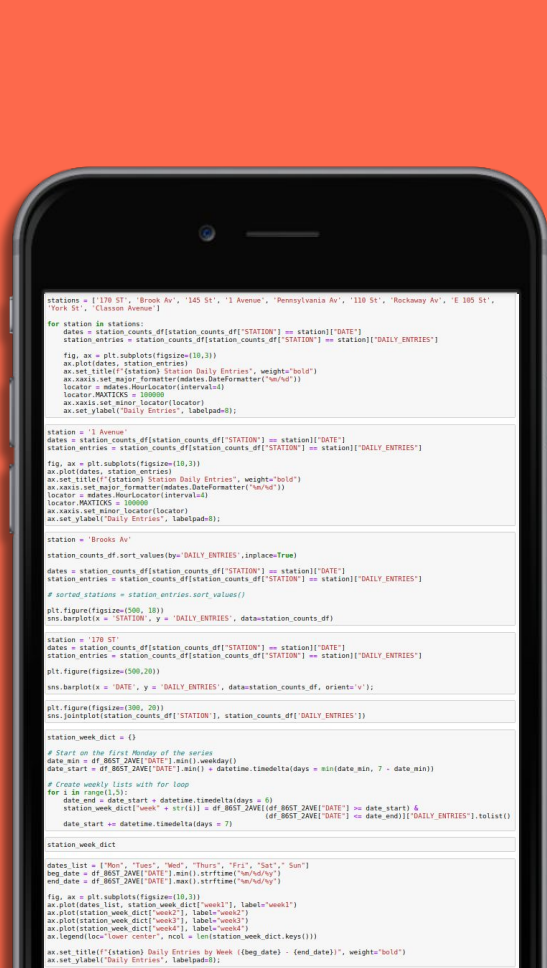 stations = ['170 ST', 'Brook Av', '145 St', '1 Avenue', 'Pennsylvania Av', '110 St', 'Rockaway Av', 'E 105 St',
'York St', 'Classon Avenue']
for station in stations:
    dates = station_counts_df[station_counts_df["STATION"] == station]["DATE"]
    station_entries = station_counts_df[station_counts_df["STATION"] == station]["DAILY_ENTRIES"]
    fig, ax = plt.subplots(figsize=(10,3))
    ax.plot(dates, station_entries)
    ax.set_title(f"{station} Station Daily Entries", weight="bold")
    ax.xaxis.set_major_formatter(mdates.DateFormatter("%m/%d"))
    locator = mdates.HourLocator(interval=4)
    locator.MAXTICKS = 100000
    ax.xaxis.set_minor_locator(locator)
    ax.set_ylabel("Daily Entries", labelpad=8);
station = '1 Avenue'
dates = station_counts_df[station_counts_df["STATION"] == station]["DATE"]
station_entries = station_counts_df[station_counts_df["STATION"] == station]["DAILY_ENTRIES"]
fig, ax = plt.subplots(figsize=(10,3))
ax.plot(dates, station_entries)
ax.set_title(f"{station} Station Daily Entries", weight="bold")
ax.xaxis.set_major_formatter(mdates.DateFormatter("%m/%d"))
locator = mdates.HourLocator(interval=4)
locator.MAXTICKS = 100000
ax.xaxis.set_minor_locator(locator)
ax.set_ylabel("Daily Entries", labelpad=8);
station = 'Brooks Av'
station_counts_df.sort_values(by='DAILY_ENTRIES',inplace=True)
dates = station_counts_df[station_counts_df["STATION"] == station]["DATE"]
station_entries = station_counts_df[station_counts_df["STATION"] == station]["DAILY_ENTRIES"]
# sorted_stations = station_entries.sort_values()
plt.figure(figsize=(500, 18))
sns.barplot(x = 'STATION', y = 'DAILY_ENTRIES', data=station_counts_df)
station = '170 ST'
dates = station_counts_df[station_counts_df["STATION"] == station]["DATE"]
station_entries = station_counts_df[station_counts_df["STATION"] == station]["DAILY_ENTRIES"]
plt.figure(figsize=(500,20))
sns.barplot(x = 'DATE', y = 'DAILY_ENTRIES', data=station_counts_df, orient='v');
plt.figure(figsize=(300, 20))
sns.jointplot(station_counts_df['STATION'], station_counts_df['DAILY_ENTRIES'])
station_week_dict = {}
# Start on the first Monday of the series
date_min = df_86ST_2AVE["DATE"].min().weekday()
date_start = df_86ST_2AVE["DATE"].min() + datetime.timedelta(days = min(date_min, 7 - date_min))
# Create weekly lists with for loop
for i in range(1,5):
    date_end = date_start + datetime.timedelta(days = 6)
    station_week_dict["week" + str(i)] = df_86ST_2AVE[(df_86ST_2AVE["DATE"] >= date_start) &
                                                      (df_86ST_2AVE["DATE"] <= date_end)]["DAILY_ENTRIES"].tolist()
    date_start += datetime.timedelta(days = 7)
station_week_dict
dates_list = ["Mon", "Tues", "Wed", "Thurs", "Fri", "Sat"," Sun"]
beg_date = df_86ST_2AVE["DATE"].min().strftime("%m/%d/%y")
end_date = df_86ST_2AVE["DATE"].max().strftime("%m/%d/%y")
fig, ax = plt.subplots(figsize=(10,3))
ax.plot(dates_list, station_week_dict["week1"], label="week1")
ax.plot(station_week_dict["week2"], label="week2")
ax.plot(station_week_dict["week3"], label="week3")
ax.plot(station_week_dict["week4"], label="week4")
ax.legend(loc="lower center", ncol = len(station_week_dict.keys()))
ax.set_title(f"{station} Daily Entries by Week ({beg_date} - {end_date})", weight="bold")
ax.set_ylabel("Daily Entries", labelpad=8);